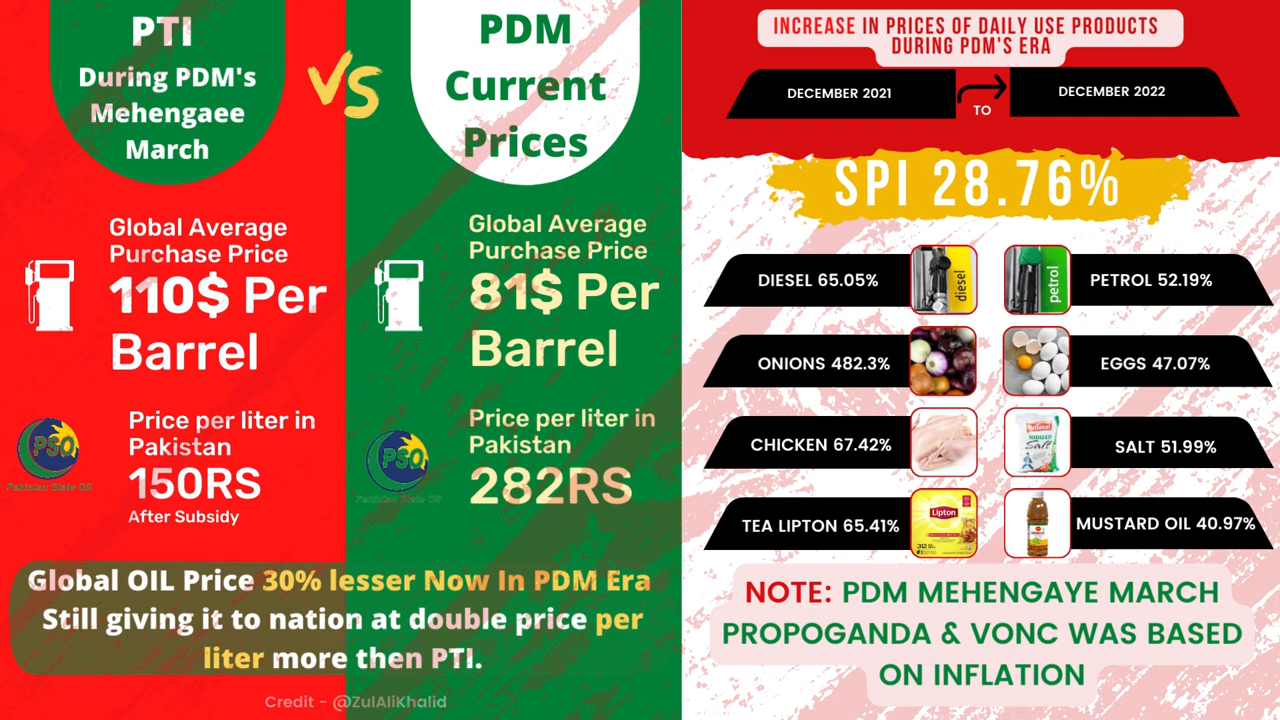 PTI
During PDM's
Mehengaee
March
VS
PDM
Current
Prices
Global Average
Purchase Price
110$ Per
Barrel
Global Average
Purchase Price
81$ Per
Barrel
PSO
Pakistan State Oil
Price per liter in
Pakistan
150RS
After Subsidy
PSO
Pakistan State Oil
Price per liter in
Pakistan
282RS
Global OIL Price 30% lesser Now In PDM Era
Still giving it to nation at double price per
liter more then PTI.
Credit - @ZulAliKhalid
INCREASE IN PRICES OF DAILY USE PRODUCTS
DURING PDM'S ERA
DECEMBER 2021
TO
DECEMBER 2022
SPI 28.76%
DIESEL 65.05%
diesel
petrol
PETROL 52.19%
ONIONS 482.3%
EGGS 47.07%
CHICKEN 67.42%
National
Salt
SALT 51.99%
TEA LIPTON 65.41%
Lipton
312
MUSTARD OIL 40.97%
NOTE: PDM MEHENGAYE MARCH
PROPOGANDA & VONC WAS BASED
ON INFLATION